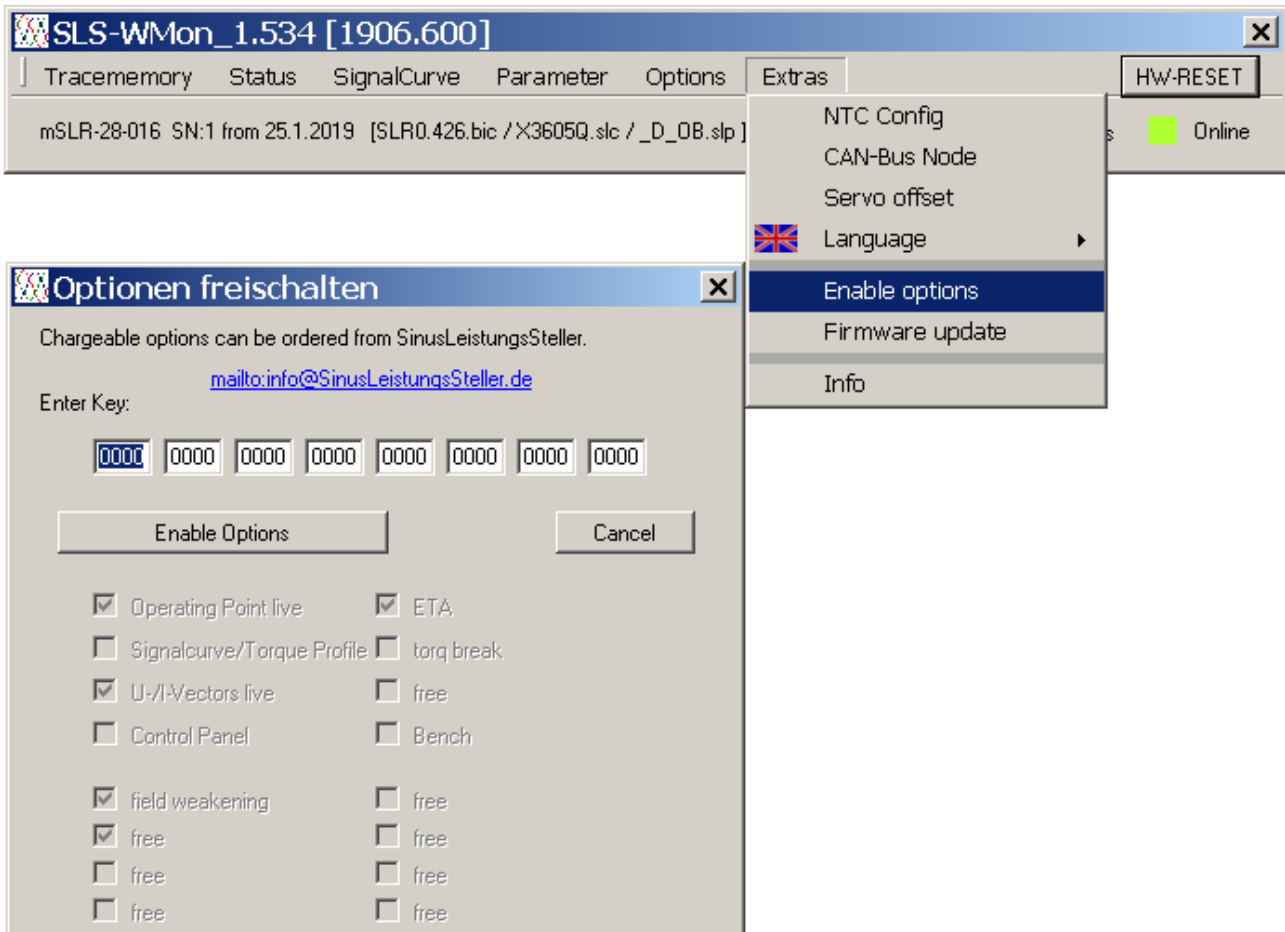 SLS-WMon_1.534 [1906.600]
Tracememory Status SignalCurve Parameter Options Extras HW-RESET
mSLR-28-016 SN:1 from 25.1.2019 [SLR0.426.bic / X3605Q.slc / _D_OB.slp ] s Online
NTC Config
CAN-Bus Node
Servo offset
Language
Enable options
Firmware update
Info
Optionen freischalten
Chargeable options can be ordered from SinusLeistungsSteller.
mailto:info@SinusLeistungsSteller.de
Enter Key:
0000 0000 0000 0000 0000 0000 0000 0000
Enable Options Cancel
Operating Point live ETA
Signalcurve/Torque Profile torq break
U-/I-Vectors live free
Control Panel Bench
field weakening free
free free
free free
free free